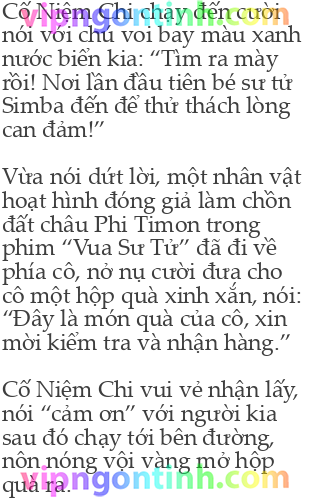 Cố Niệm Chi chạy đến cười
nói với chú voi bay màu xanh
nước biển kia: “Tìm ra mày
rồi! Nơi lần đầu tiên bé sư tử
Simba đến để thử thách lòng
can đảm!”
Vừa nói dứt lời, một nhân vật
hoạt hình đóng giả làm chồn
đất châu Phi Timon trong
phim “Vua Sư Tử” đã đi về
phía cô, nở nụ cười đưa cho
cô một hộp quà xinh xắn, nói:
“Đây là món quà của cô, xin
mời kiểm tra và nhận hàng.”
Cố Niệm Chi vui vẻ nhận lấy,
nói “cảm ơn” với người kia
sau đó chạy tới bên đường,
nôn nóng vội vàng mở hộp
quà ra.
vipngontinh.com
vipngontinh.com